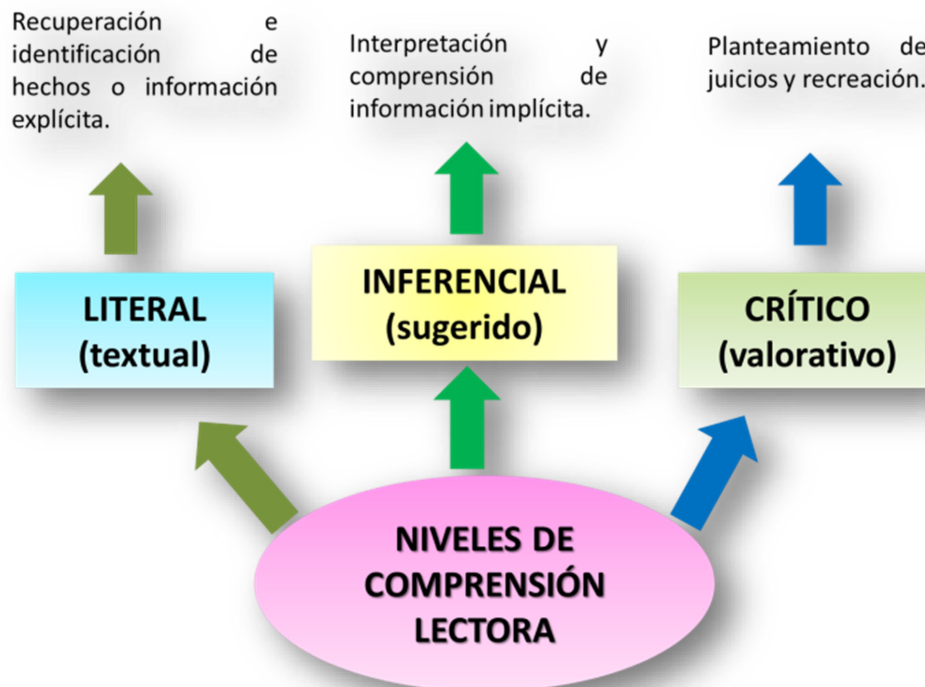 Recuperación e
identificación de
hechos o información
explícita.
Interpretación y
comprensión de
información implícita.
Planteamiento de
juicios y recreación.
LITERAL
(textual)
INFERENCIAL
(sugerido)
CRÍTICO
(valorativo)
NIVELES DE
COMPRENSIÓN
LECTORA